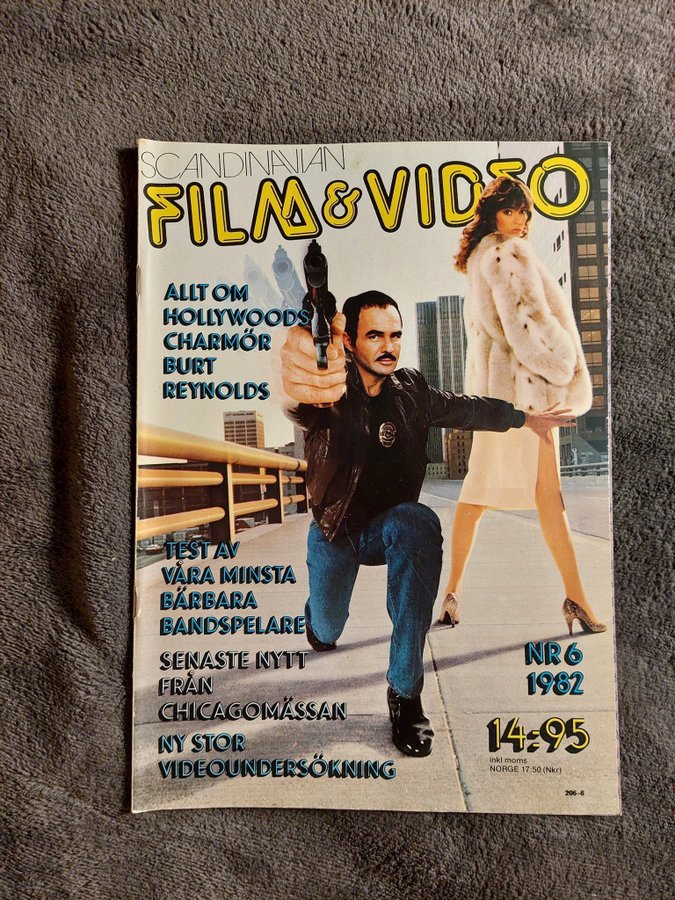 SCANDINAVIAN
FILM & VIDEO
ALLT OM
HOLLYWOODS
CHARMÖR
BURT
REYNOLDS
TEST AV
VÅRA MINSTA
BÄRBARA
BANDSPELARE
SENASTE NYTT
FRÅN
CHICAGOMÄSSAN
NY STOR
VIDEOUNDERSÖKNING
NR 6
1982
14:95
inkl moms
NORGE 17.50 (Nkr)
206-6